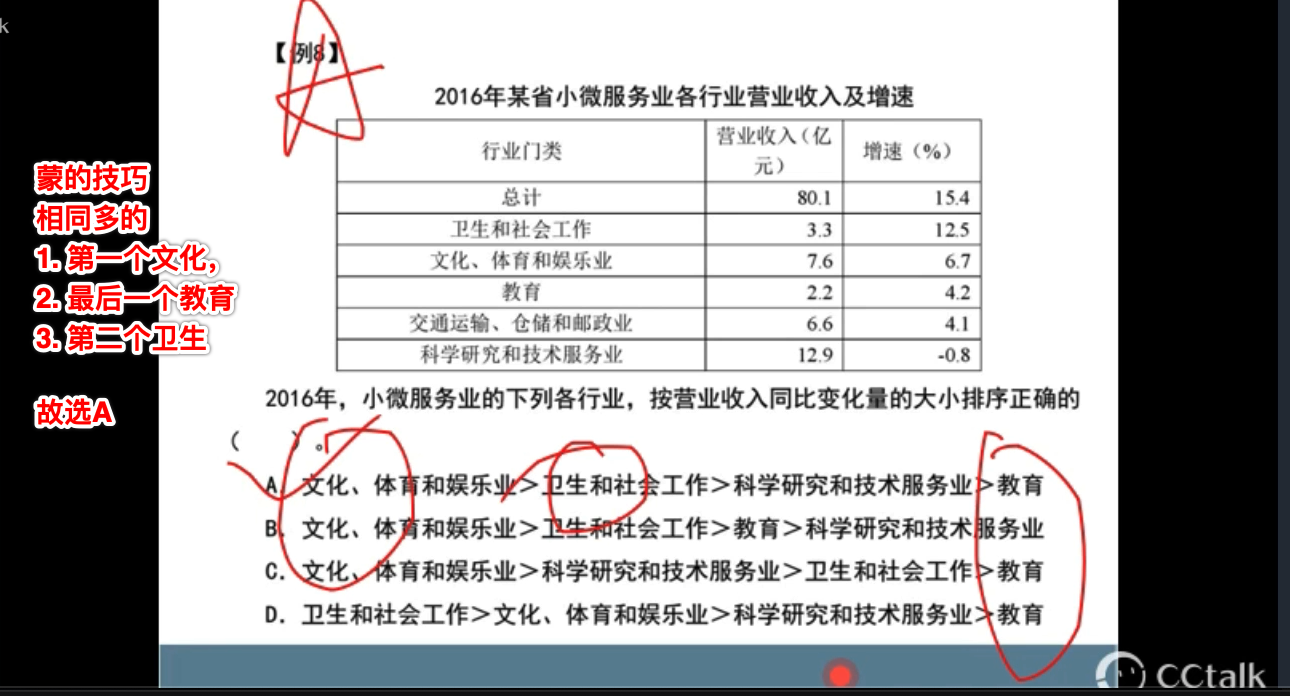 k
【例8】
2016年某省小微服务业各行业营业收入及增速
行业门类 营业收入（亿元） 增速（%）
总计 80.1 15.4
卫生和社会工作 3.3 12.5
文化、体育和娱乐业 7.6 6.7
教育 2.2 4.2
交通运输、仓储和邮政业 6.6 4.1
科学研究和技术服务业 12.9 -0.8
蒙的技巧
相同多的
1. 第一个文化，
2. 最后一个教育
3. 第二个卫生
故选A
2016年，小微服务业的下列各行业，按营业收入同比变化量的大小排序正确的
（ ）。
A. 文化、体育和娱乐业＞卫生和社会工作＞科学研究和技术服务业＞教育
B. 文化、体育和娱乐业＞卫生和社会工作＞教育＞科学研究和技术服务业
C. 文化、体育和娱乐业＞科学研究和技术服务业＞卫生和社会工作＞教育
D. 卫生和社会工作＞文化、体育和娱乐业＞科学研究和技术服务业＞教育
CCtalk